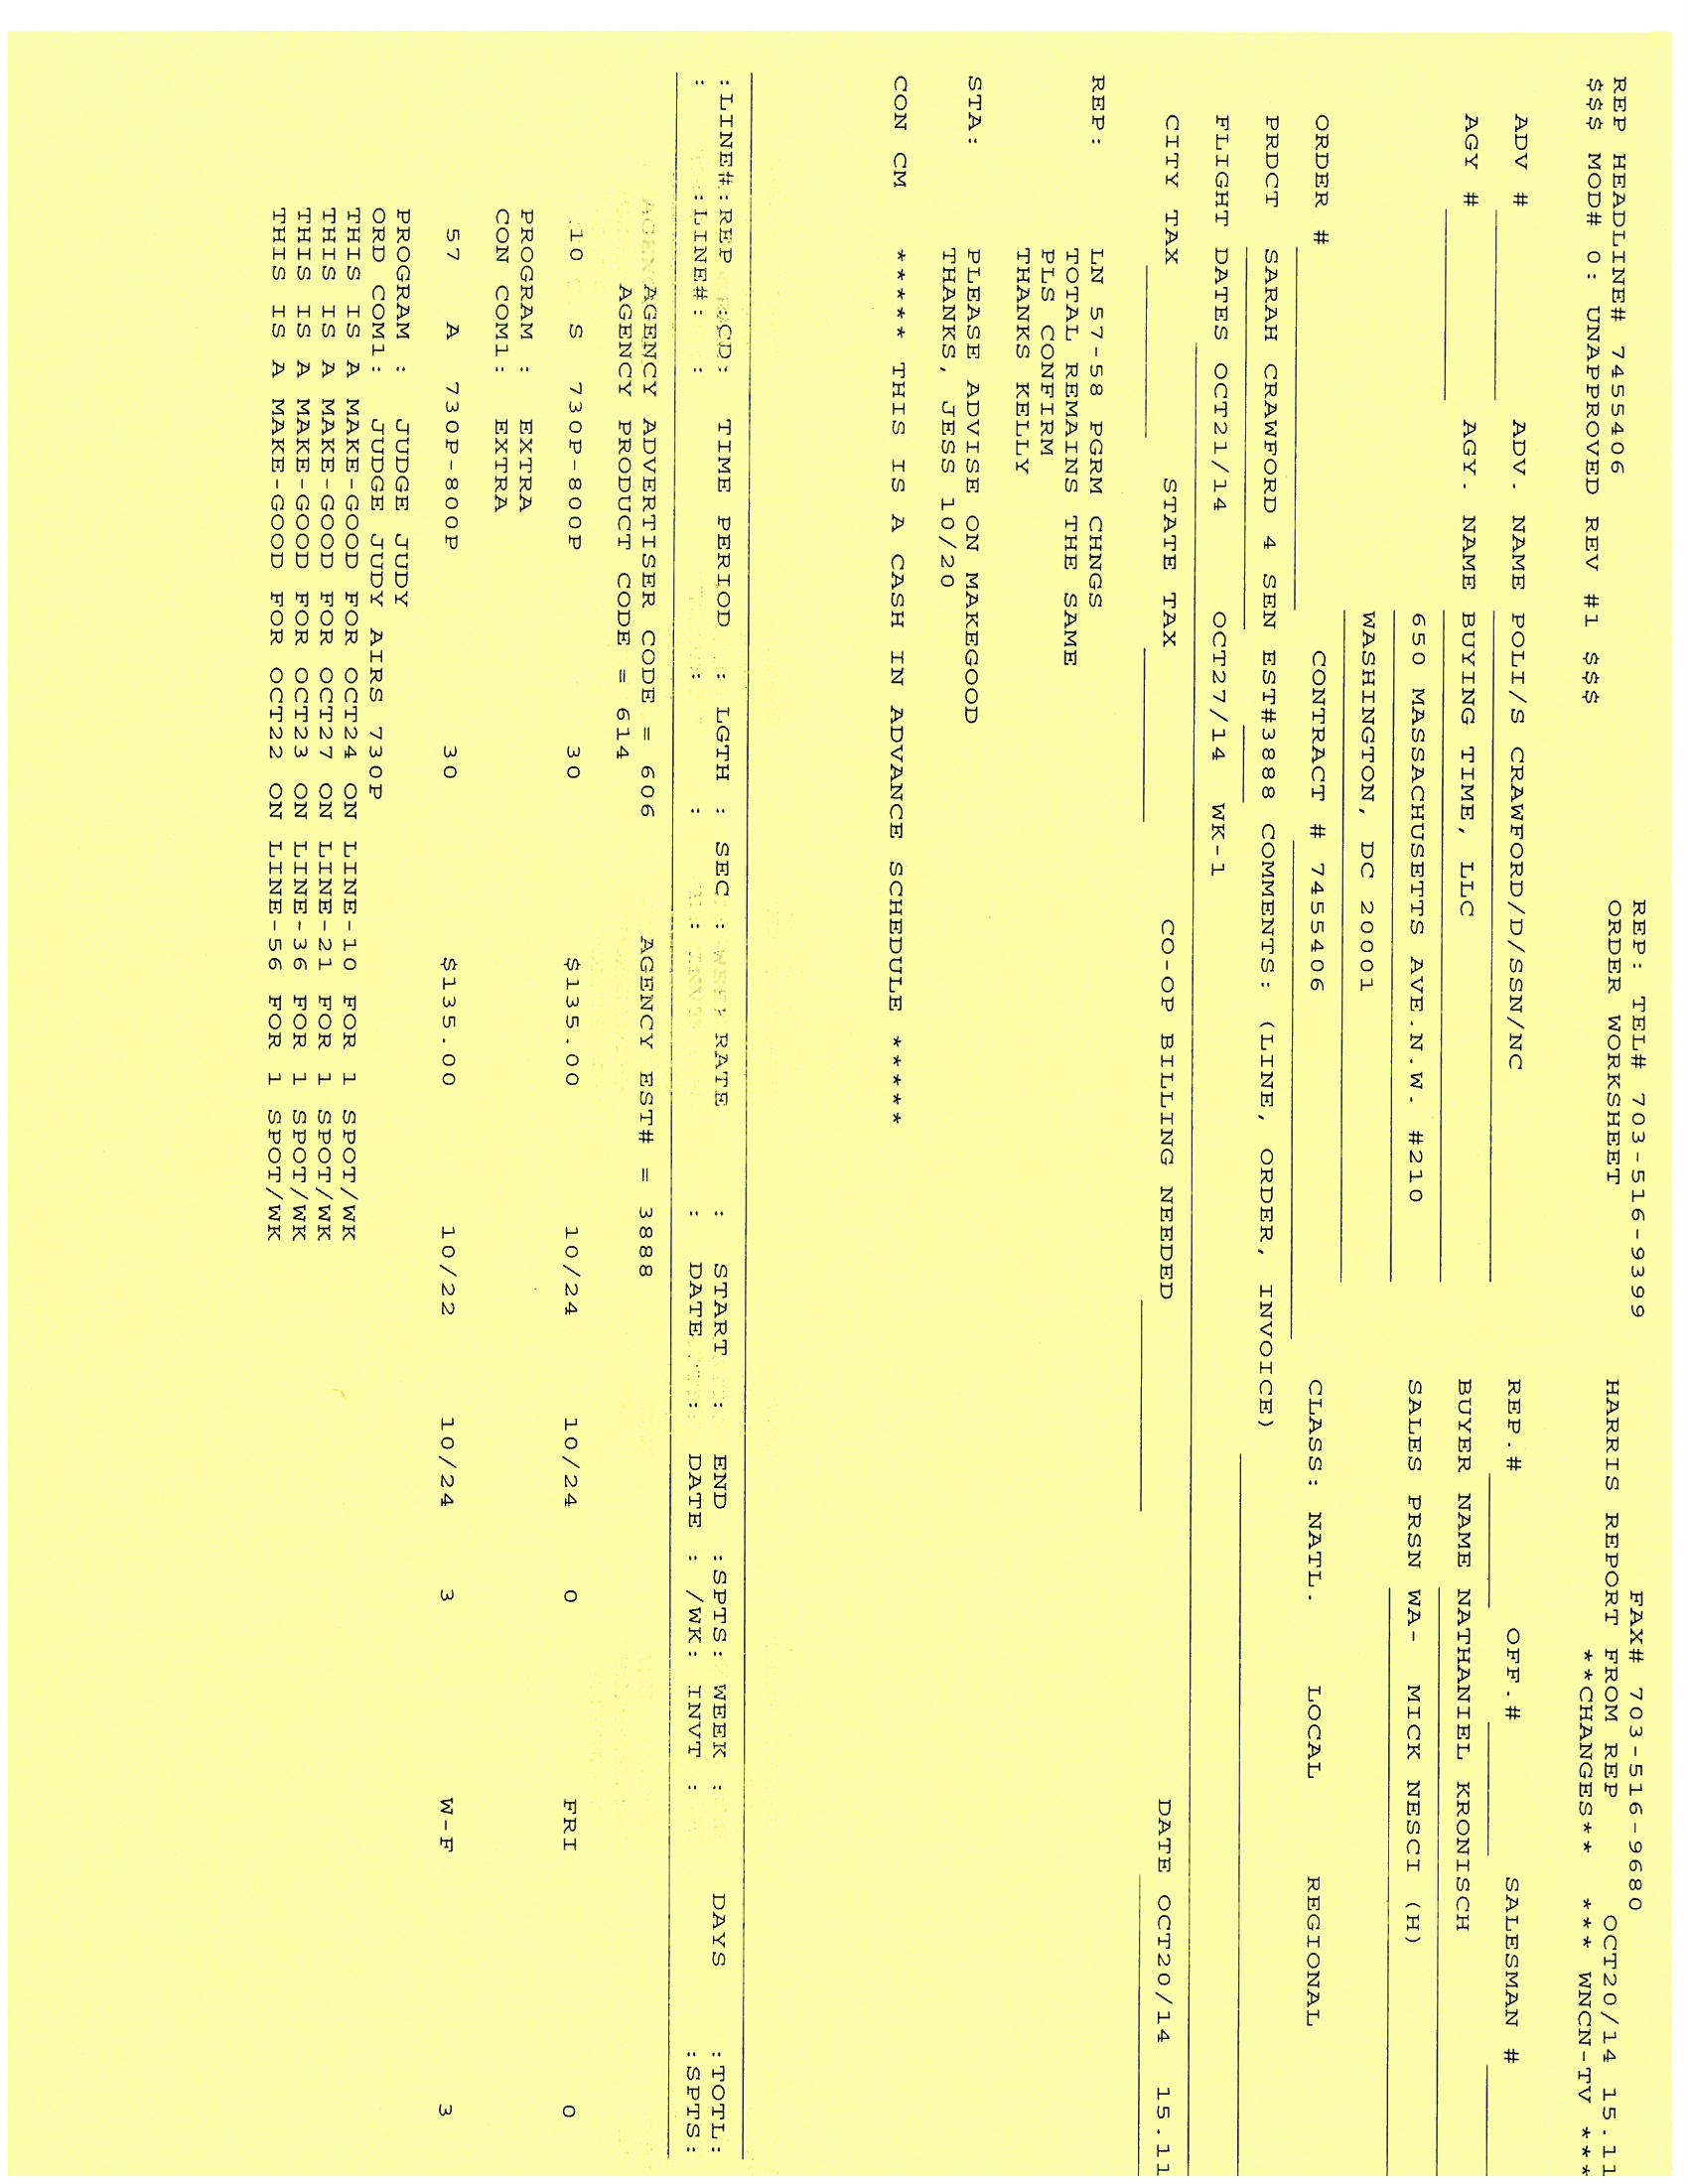 REP: TEL# 703-516-9399 FAX# 703-516-9680
REP HEADLINE# 7455406 ORDER WORKSHEET HARRIS REPORT FROM REP OCT20/14 15.11
$$$ MOD# 0: UNAPPROVED REV #1 $$$ **CHANGES** *** WNCN-TV ***
ADV # ADV. NAME POLI/S CRAWFORD/D/SSN/NC REP.# OFF.# SALESMAN #
AGY # AGY. NAME BUYING TIME, LLC BUYER NAME NATHANIEL KRONISCH
650 MASSACHUSETTS AVE.N.W. #210 SALES PRSN WA- MICK NESCI (H)
WASHINGTON, DC 20001
ORDER # CONTRACT # 7455406 CLASS: NATL. LOCAL REGIONAL
PRDCT SARAH CRAWFORD 4 SEN EST#3888 COMMENTS: (LINE, ORDER, INVOICE)
FLIGHT DATES OCT21/14 OCT27/14 WK-1
CITY TAX STATE TAX CO-OP BILLING NEEDED DATE OCT20/14 15.11
REP: LN 57-58 PGRM CHNGS
TOTAL REMAINS THE SAME
PLS CONFIRM
THANKS KELLY
STA: PLEASE ADVISE ON MAKEGOOD
THANKS, JESS 10/20
CON CM ***** THIS IS A CASH IN ADVANCE SCHEDULE *****
:LINE#:REP CD: TIME PERIOD : LGTH : SEC : RATE : START : END :SPTS: WEEK : DAYS :TOTL:
: :LINE#: : : : : : DATE : DATE : /WK: INVT : :SPTS:
AGENCY ADVERTISER CODE = 606 AGENCY EST# = 3888
AGENCY PRODUCT CODE = 614
10 S 730P-800P 30 $135.00 10/24 10/24 0 FRI 0
PROGRAM : EXTRA
CON COM1: EXTRA
57 A 730P-800P 30 $135.00 10/22 10/24 3 W-F 3
PROGRAM : JUDGE JUDY
ORD COM1: JUDGE JUDY AIRS 730P
THIS IS A MAKE-GOOD FOR OCT24 ON LINE-10 FOR 1 SPOT/WK
THIS IS A MAKE-GOOD FOR OCT27 ON LINE-21 FOR 1 SPOT/WK
THIS IS A MAKE-GOOD FOR OCT23 ON LINE-36 FOR 1 SPOT/WK
THIS IS A MAKE-GOOD FOR OCT22 ON LINE-56 FOR 1 SPOT/WK